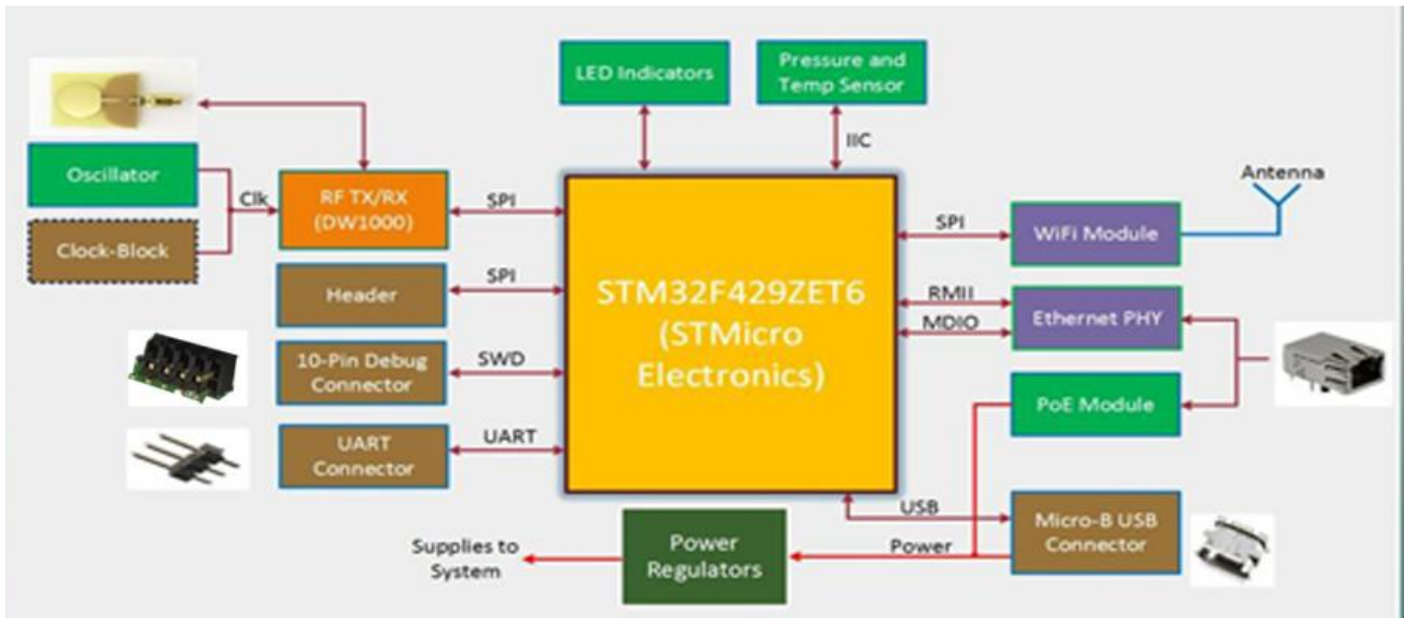 LED Indicators
Pressure and
Temp Sensor
IIC
Antenna
Oscillator
Clk
RF TX/RX
(DW1000)
SPI
Clock-Block
SPI
WiFi Module
Header
SPI
STM32F429ZET6
(STMicro
Electronics)
RMII
MDIO
Ethernet PHY
10-Pin Debug
Connector
SWD
PoE Module
UART
Connector
UART
USB
Micro-B USB
Connector
Power
Regulators
Power
Supplies to
System